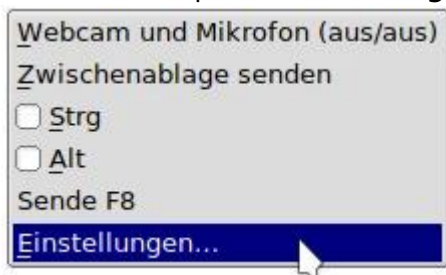 Webcam und Mikrofon (aus/aus)
Zwischenablage senden
Strg
Alt
Sende F8
Einstellungen...